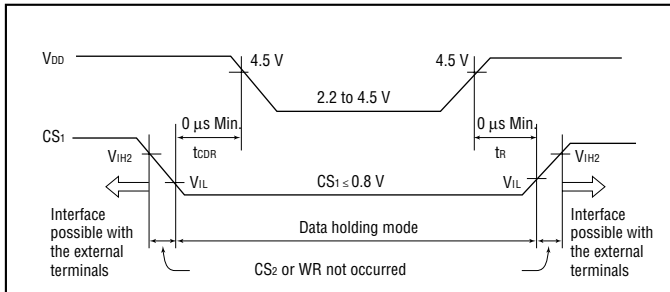 VDD
4.5 V
4.5 V
2.2 to 4.5 V
0 µs Min.
0 µs Min.
CS1
tCDR
tR
VIH2
VIH2
VIL
CS1 ≤ 0.8 V
VIL
Interface
possible with
the external
terminals
Data holding mode
Interface
possible with
the external
terminals
CS2 or WR not occurred